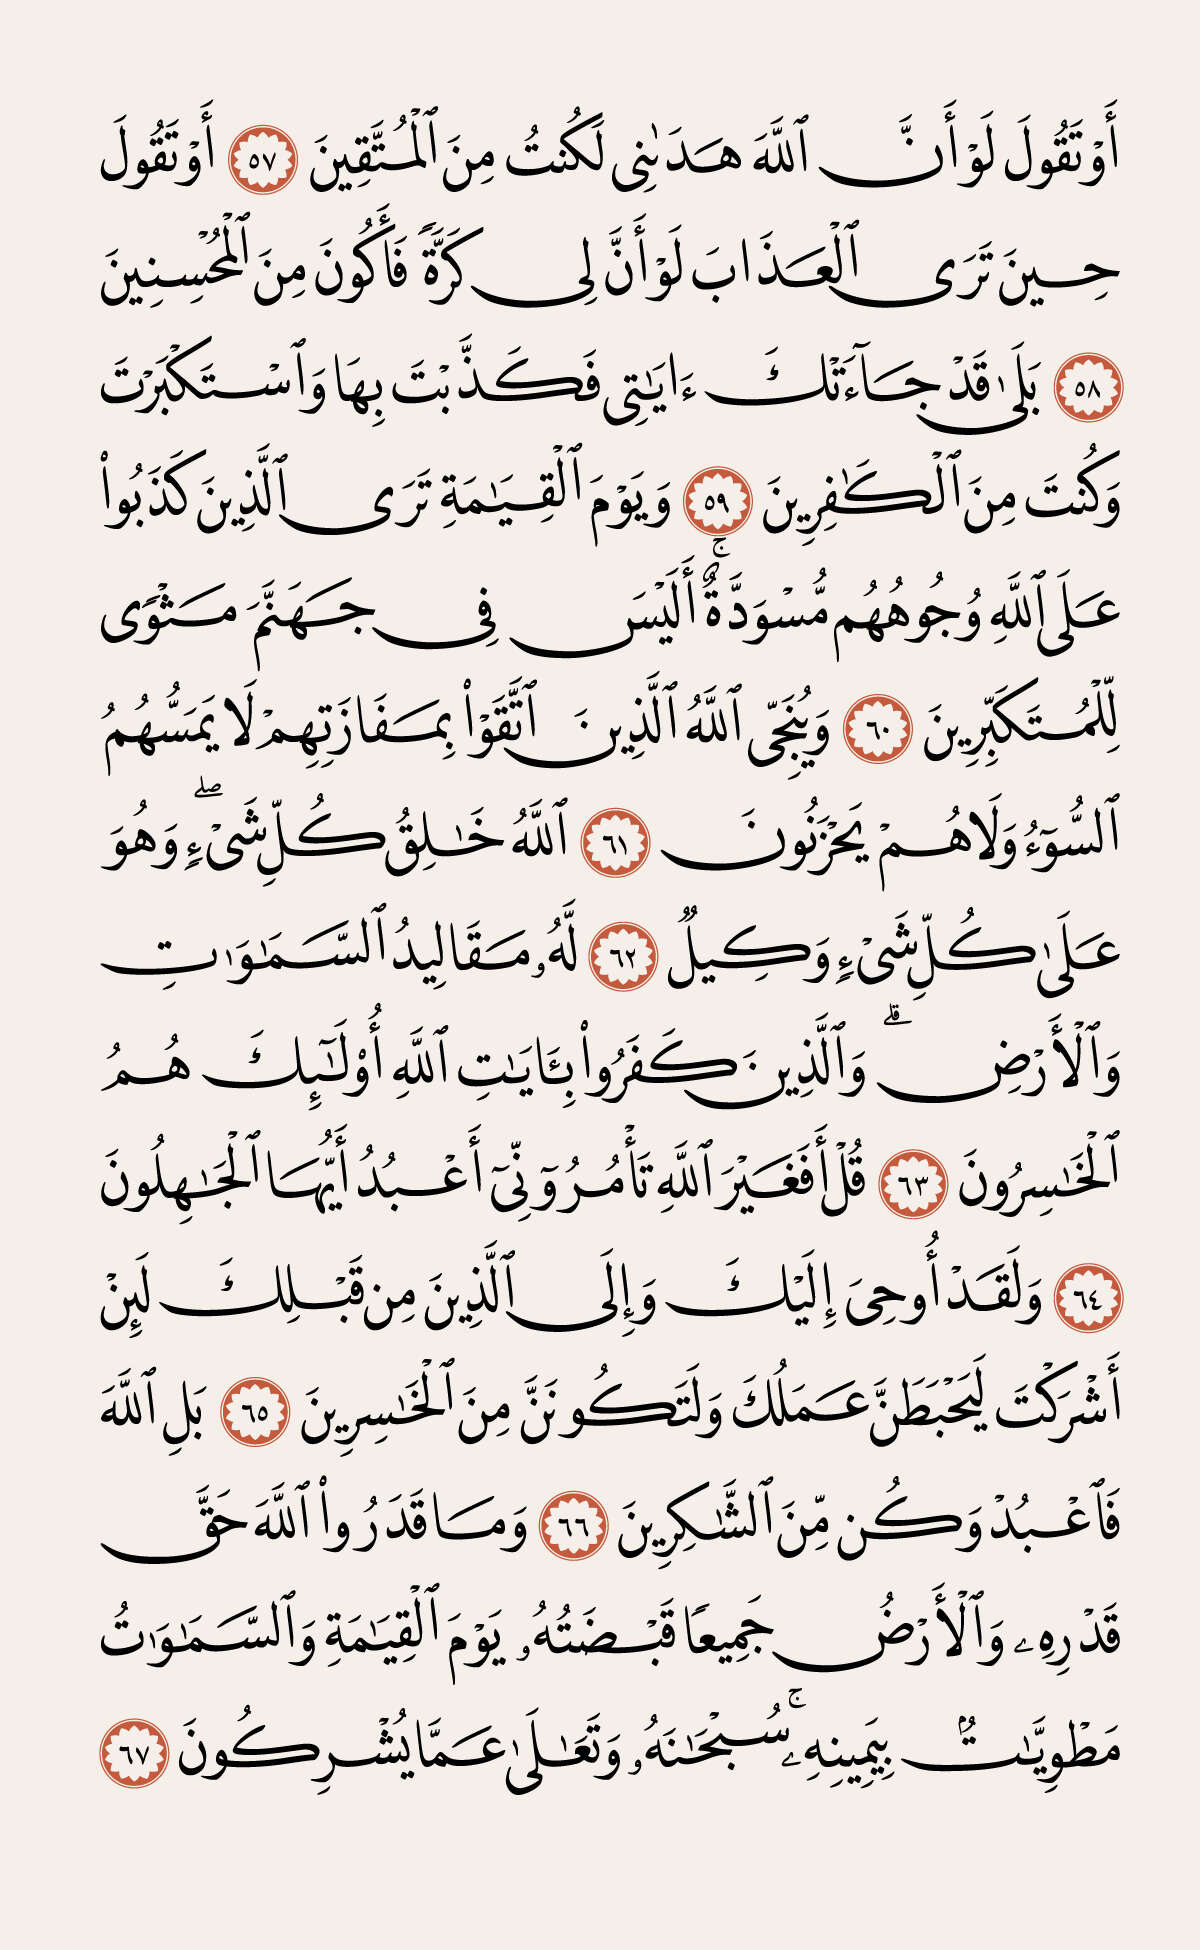 أَوْ تَقُولَ لَوْ أَنَّ ٱللَّهَ هَدَىٰنِى لَكُنتُ مِنَ ٱلْمُتَّقِينَ ٥٧ أَوْ تَقُولَ
حِينَ تَرَى ٱلْعَذَابَ لَوْ أَنَّ لِى كَرَّةً فَأَكُونَ مِنَ ٱلْمُحْسِنِينَ
٥٨ بَلَىٰ قَدْ جَآءَتْكَ ءَايَٰتِى فَكَذَّبْتَ بِهَا وَٱسْتَكْبَرْتَ
وَكُنتَ مِنَ ٱلْكَٰفِرِينَ ٥٩ وَيَوْمَ ٱلْقِيَٰمَةِ تَرَى ٱلَّذِينَ كَذَبُوا۟
عَلَى ٱللَّهِ وُجُوهُهُم مُّسْوَدَّةٌ ۚ أَلَيْسَ فِى جَهَنَّمَ مَثْوًى
لِّلْمُتَكَبِّرِينَ ٦٠ وَيُنَجِّى ٱللَّهُ ٱلَّذِينَ ٱتَّقَوْا۟ بِمَفَازَتِهِمْ لَا يَمَسُّهُمُ
ٱلسُّوٓءُ وَلَا هُمْ يَحْزَنُونَ ٦١ ٱللَّهُ خَٰلِقُ كُلِّ شَىْءٍ ۖ وَهُوَ
عَلَىٰ كُلِّ شَىْءٍ وَكِيلٌ ٦٢ لَّهُۥ مَقَالِيدُ ٱلسَّمَٰوَٰتِ
وَٱلْأَرْضِ ۗ وَٱلَّذِينَ كَفَرُوا۟ بِـَٔايَٰتِ ٱللَّهِ أُو۟لَٰٓئِكَ هُمُ
ٱلْخَٰسِرُونَ ٦٣ قُلْ أَفَغَيْرَ ٱللَّهِ تَأْمُرُوٓنِّىٓ أَعْبُدُ أَيُّهَا ٱلْجَٰهِلُونَ
٦٤ وَلَقَدْ أُوحِىَ إِلَيْكَ وَإِلَى ٱلَّذِينَ مِن قَبْلِكَ لَئِنْ
أَشْرَكْتَ لَيَحْبَطَنَّ عَمَلُكَ وَلَتَكُونَنَّ مِنَ ٱلْخَٰسِرِينَ ٦٥ بَلِ ٱللَّهَ
فَٱعْبُدْ وَكُن مِّنَ ٱلشَّٰكِرِينَ ٦٦ وَمَا قَدَرُوا۟ ٱللَّهَ حَقَّ
قَدْرِهِۦ وَٱلْأَرْضُ جَمِيعًا قَبْضَتُهُۥ يَوْمَ ٱلْقِيَٰمَةِ وَٱلسَّمَٰوَٰتُ
مَطْوِيَّٰتٌۢ بِيَمِينِهِۦ ۚ سُبْحَٰنَهُۥ وَتَعَٰلَىٰ عَمَّا يُشْرِكُونَ ٦٧